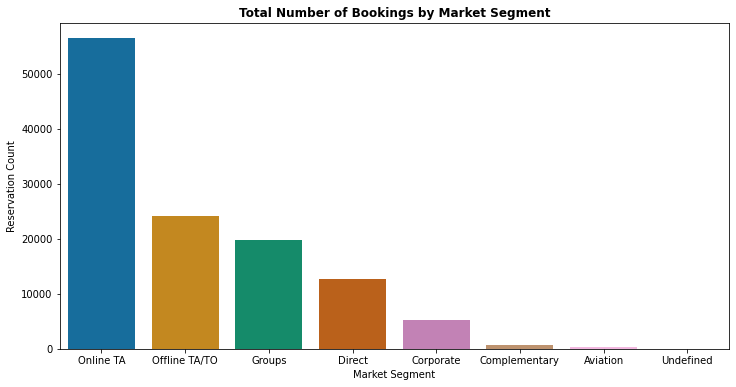 Total Number of Bookings by Market Segment
Reservation Count
50000
40000
30000
20000
10000
0
Online TA
Offline TA/TO
Groups
Direct
Corporate
Complementary
Aviation
Undefined
Market Segment